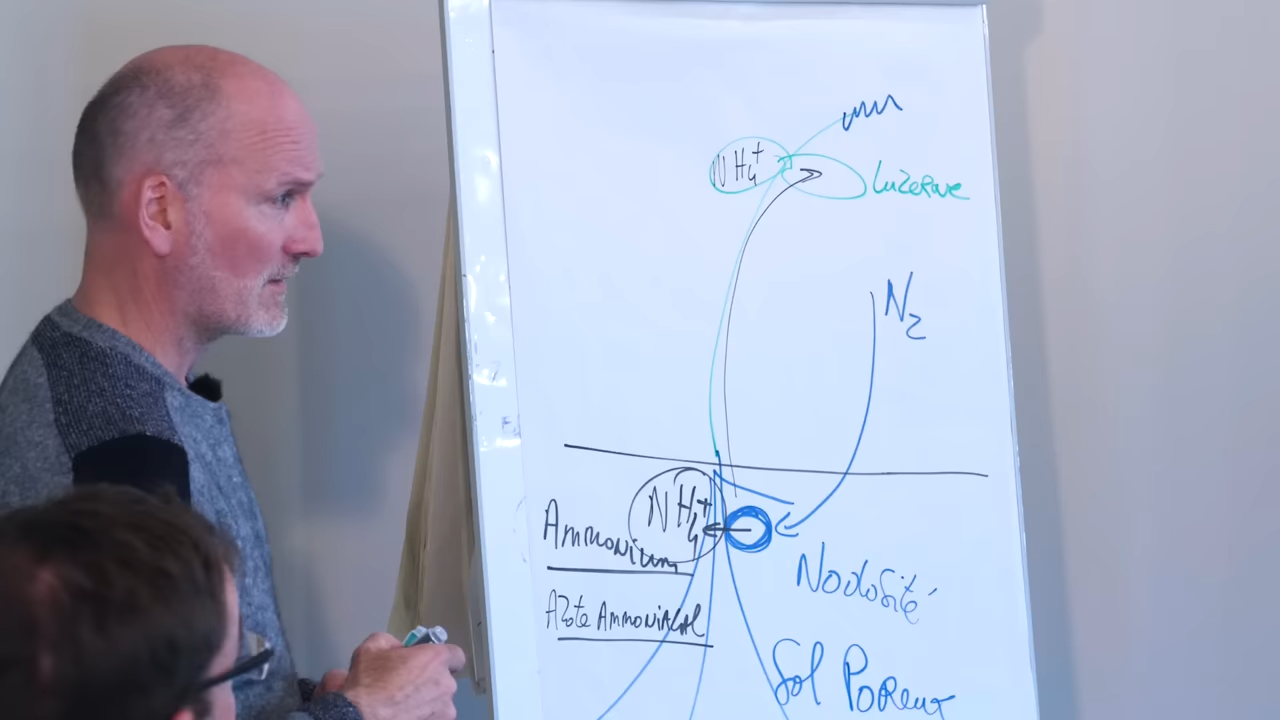 NH4+
Luzerne
N2
NH4+
Ammonium
Nodosité
Azote Ammoniacal
Sol Poreux